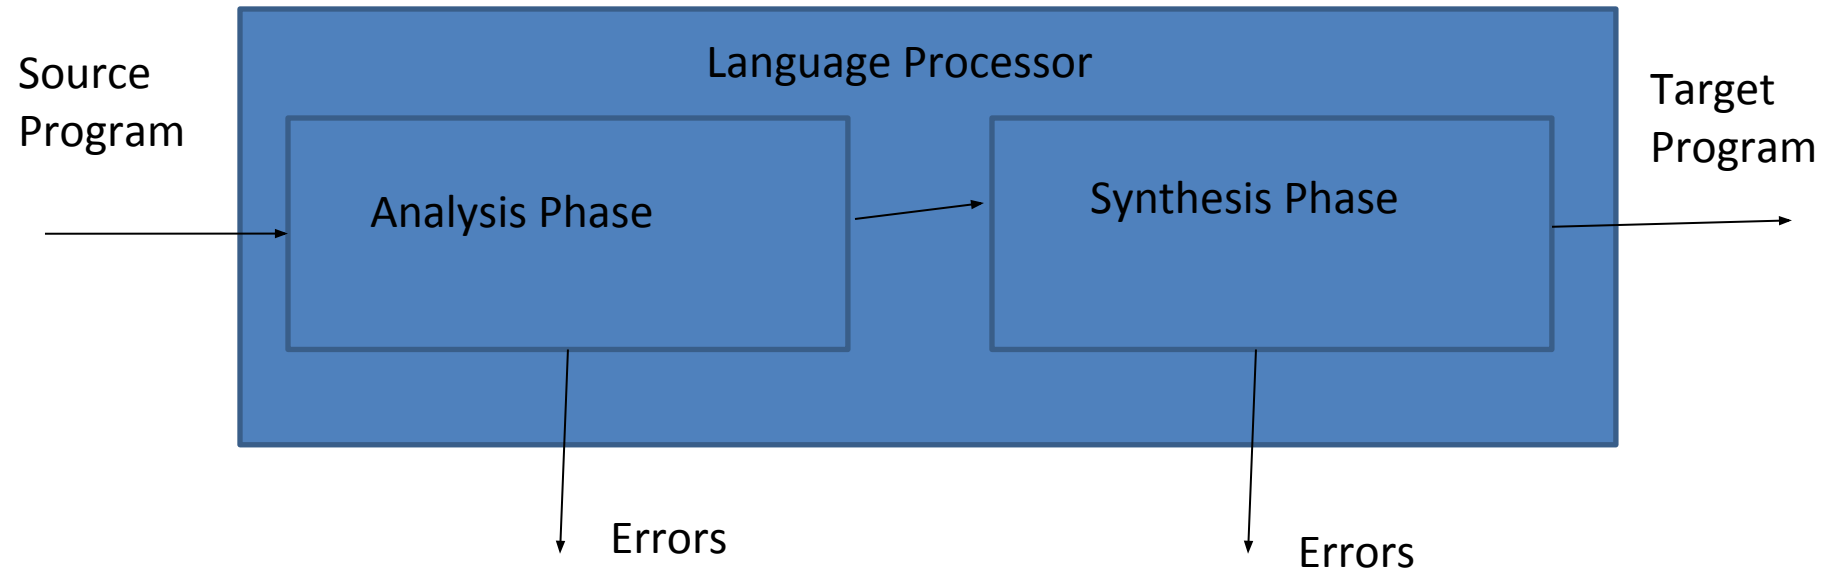 Language Processor
Source
Program
Target
Program
Analysis Phase
Synthesis Phase
Errors
Errors